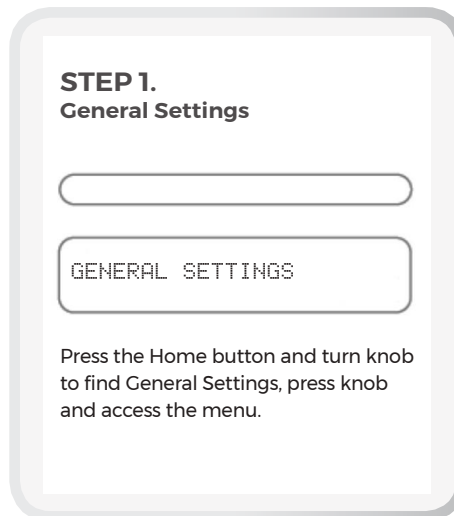 STEP 1.
General Settings
GENERAL SETTINGS
Press the Home button and turn knob
to find General Settings, press knob
and access the menu.